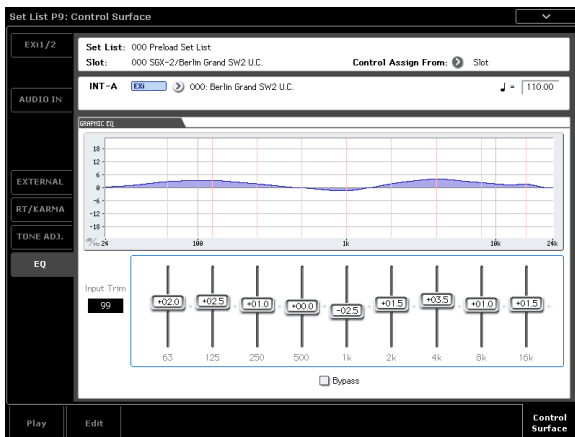 Set List P9: Control Surface
EXi1/2
Set List: 000 Preload Set List
Slot: 000 SGX-2/Berlin Grand SW2 U.C. Control Assign From: Slot
INT-A EXi 000: Berlin Grand SW2 U.C. ♩ = 110.00
AUDIO IN
GRAPHIC EQ
18
12
6
0
-6
-12
-18
dB/Hz 20 100 1k 10k 24k
EXTERNAL
RT/KARMA
TONE ADJ.
EQ
Input Trim
99
+02.0 +02.5 +01.0 +00.0 -02.5 +01.5 +03.5 +01.0 +01.5
63 125 250 500 1k 2k 4k 8k 16k
Bypass
Play Edit Control Surface